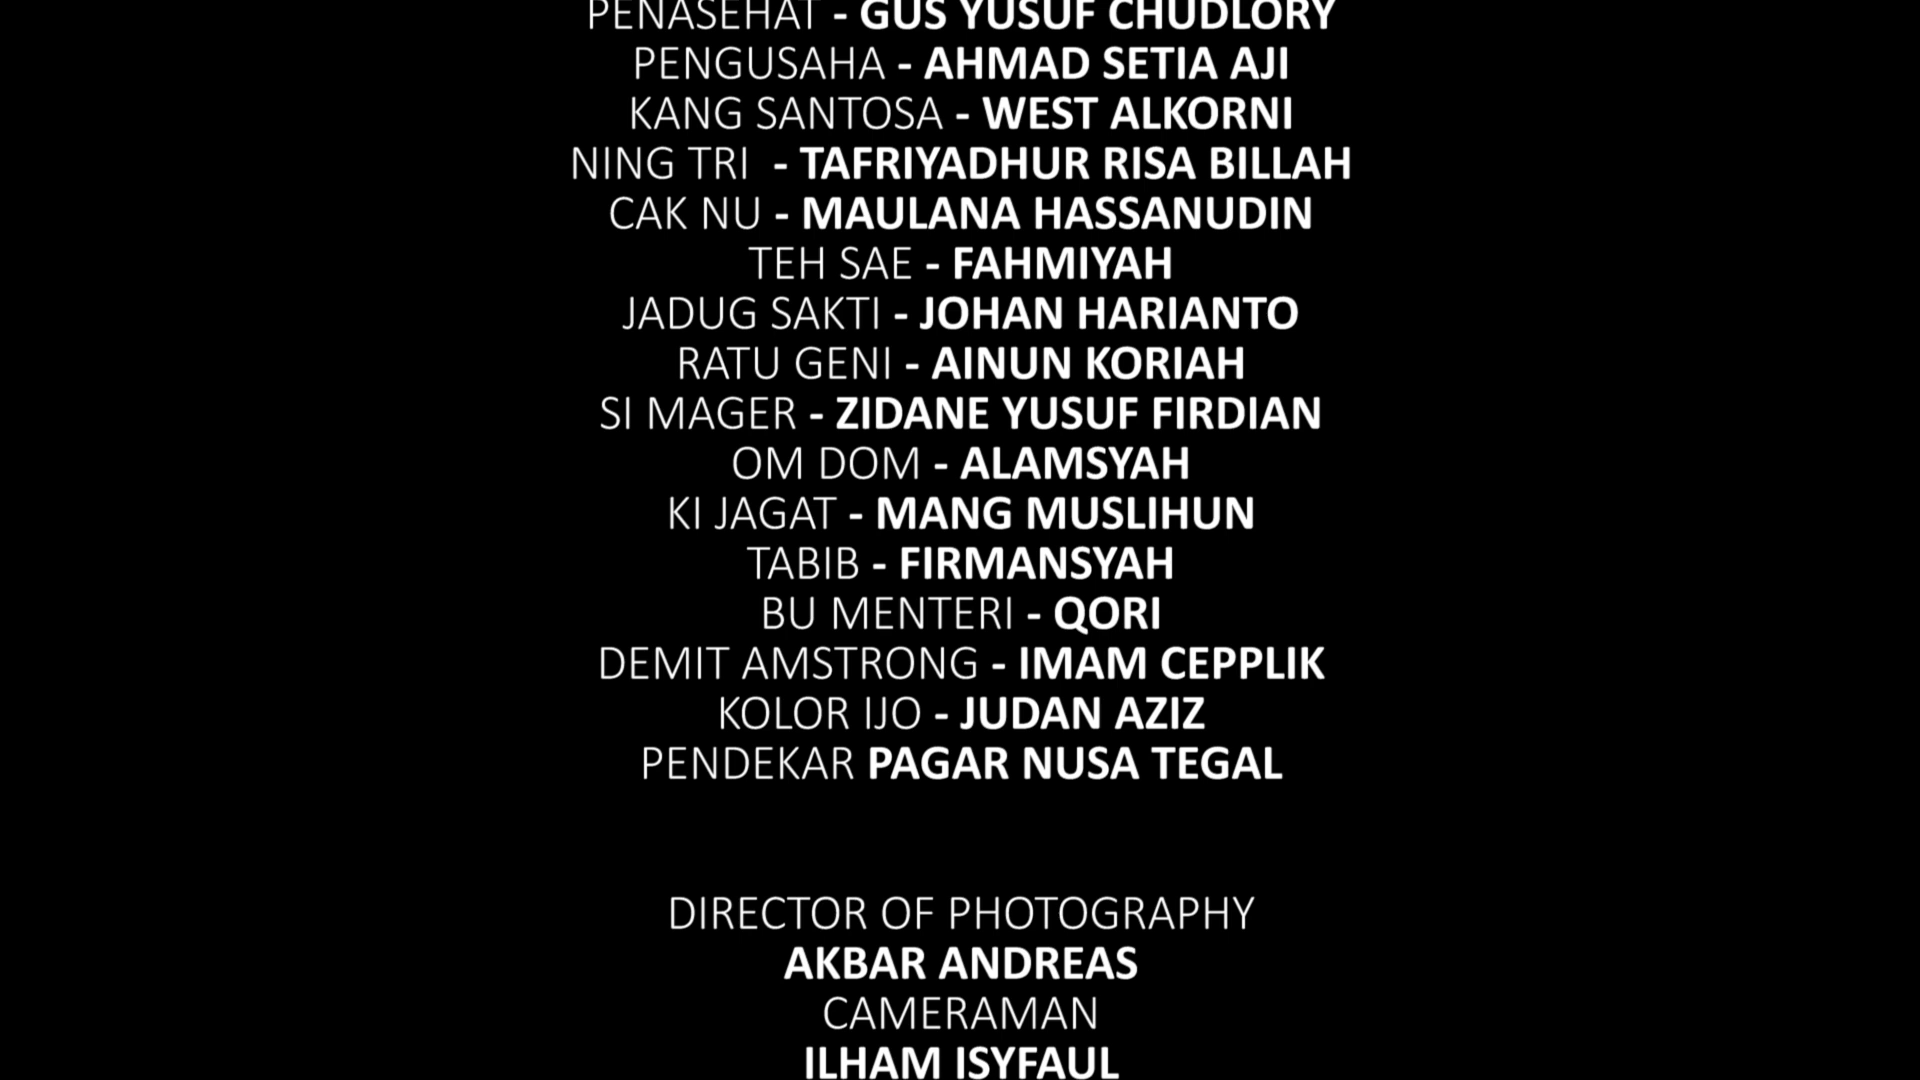 PENASEHAT - GUS YUSUF CHUDLORY
PENGUSAHA - AHMAD SETIA AJI
KANG SANTOSA - WEST ALKORNI
NING TRI - TAFRIYADHUR RISA BILLAH
CAK NU - MAULANA HASSANUDIN
TEH SAE - FAHMIYAH
JADUG SAKTI - JOHAN HARIANTO
RATU GENI - AINUN KORIAH
SI MAGER - ZIDANE YUSUF FIRDIAN
OM DOM - ALAMSYAH
KI JAGAT - MANG MUSLIHUN
TABIB - FIRMANSYAH
BU MENTERI - QORI
DEMIT AMSTRONG - IMAM CEPPLIK
KOLOR IJO - JUDAN AZIZ
PENDEKAR PAGAR NUSA TEGAL
DIRECTOR OF PHOTOGRAPHY
AKBAR ANDREAS
CAMERAMAN
ILHAM ISYFAUL